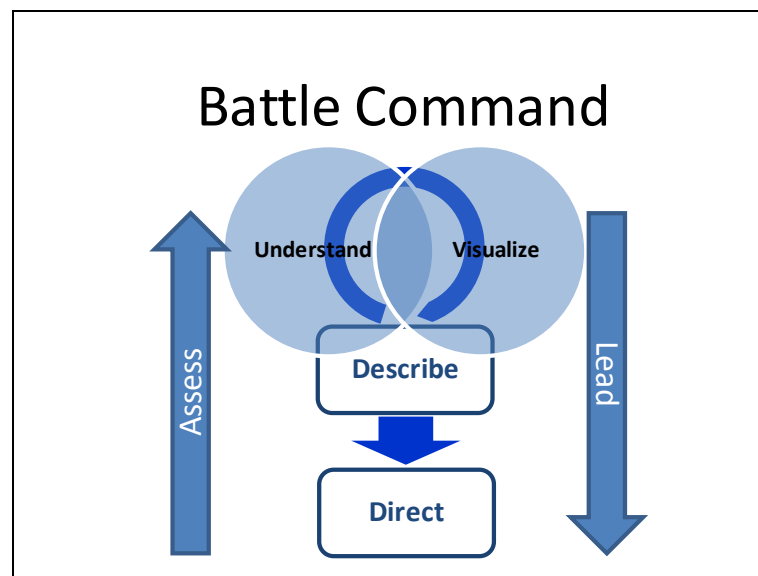 Battle Command
Understand
Visualize
Describe
Direct
Assess
Lead